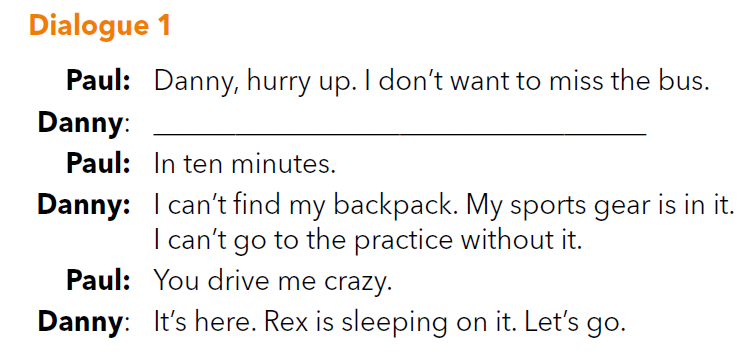 Dialogue 1
Paul: Danny, hurry up. I don’t want to miss the bus.
Danny: ____________________________________
Paul: In ten minutes.
Danny: I can’t find my backpack. My sports gear is in it.
I can’t go to the practice without it.
Paul: You drive me crazy.
Danny: It’s here. Rex is sleeping on it. Let’s go.